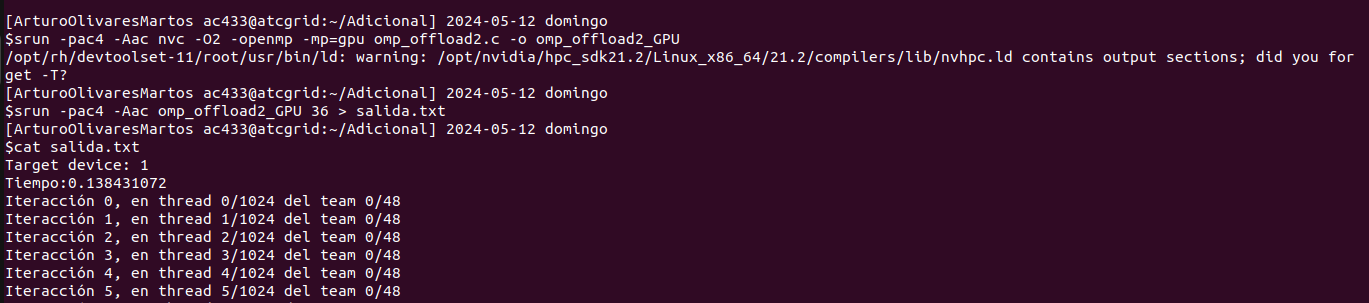 [ArturoOlivaresMartos ac433@atcgrid:~/Adicional] 2024-05-12 domingo
$srun -pac4 -Aac nvc -O2 -openmp -mp=gpu omp_offload2.c -o omp_offload2_GPU
/opt/rh/devtoolset-11/root/usr/bin/ld: warning: /opt/nvidia/hpc_sdk21.2/Linux_x86_64/21.2/compilers/lib/nvhpc.ld contains output sections; did you for
get -T?
[ArturoOlivaresMartos ac433@atcgrid:~/Adicional] 2024-05-12 domingo
$srun -pac4 -Aac omp_offload2_GPU 36 > salida.txt
[ArturoOlivaresMartos ac433@atcgrid:~/Adicional] 2024-05-12 domingo
$cat salida.txt
Target device: 1
Tiempo:0.138431072
Iteracción 0, en thread 0/1024 del team 0/48
Iteracción 1, en thread 1/1024 del team 0/48
Iteracción 2, en thread 2/1024 del team 0/48
Iteracción 3, en thread 3/1024 del team 0/48
Iteracción 4, en thread 4/1024 del team 0/48
Iteracción 5, en thread 5/1024 del team 0/48